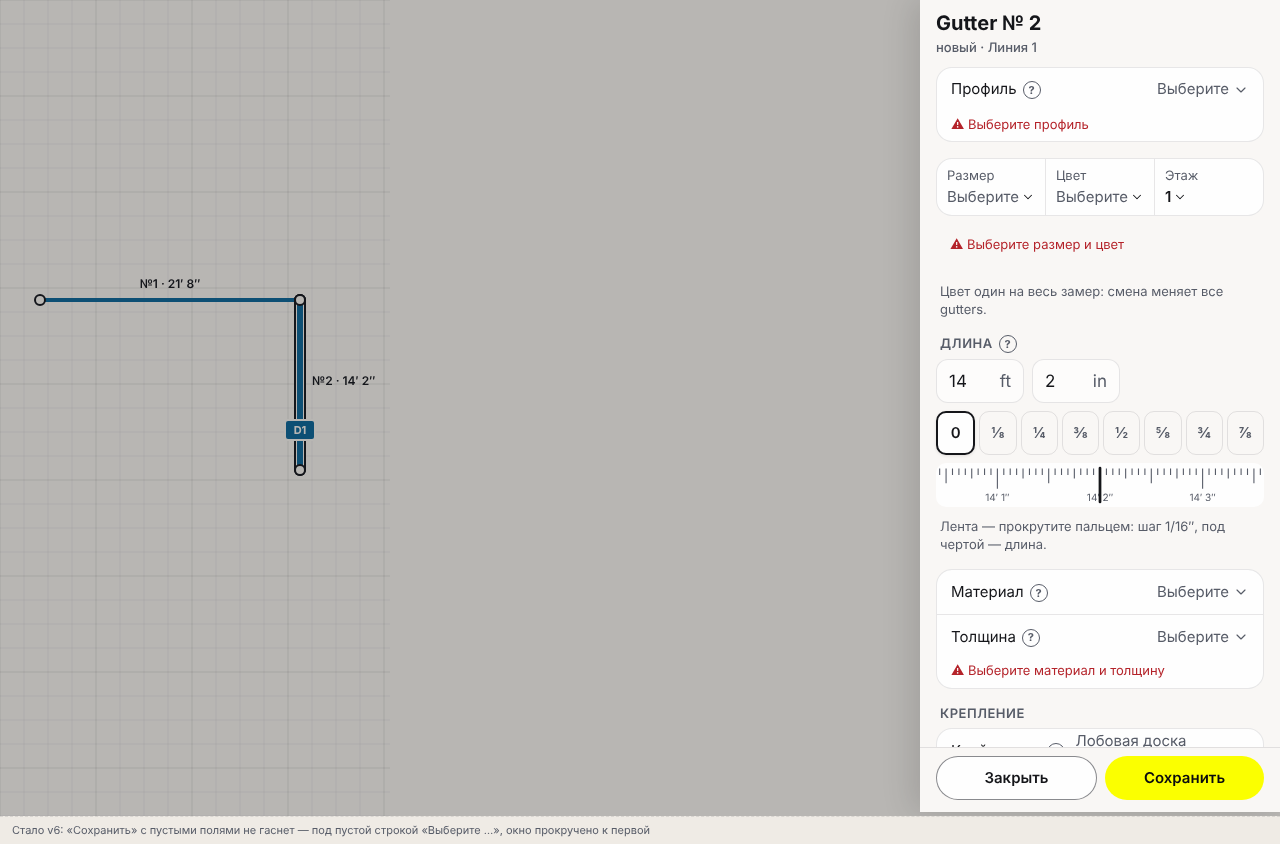 Gutter № 2
новый · Линия 1
Профиль ? Выберите
Выберите профиль
Размер Цвет Этаж
Выберите Выберите 1
Выберите размер и цвет
Цвет один на весь замер: смена меняет все
gutters.
ДЛИНА ?
14 ft 2 in
0 ⅛ ¼ ⅜ ½ ⅝ ¾ ⅞
14′ 1″ 14′ 2″ 14′ 3″
Лента — прокрутите пальцем: шаг 1/16″, под
чертой — длина.
Материал ? Выберите
Толщина ? Выберите
Выберите материал и толщину
КРЕПЛЕНИЕ
Лобовая доска
Закрыть Сохранить
№1 · 21′ 8″
№2 · 14′ 2″
D1
Стало v6: «Сохранить» с пустыми полями не гаснет — под пустой строкой «Выберите ...», окно прокручено к первой